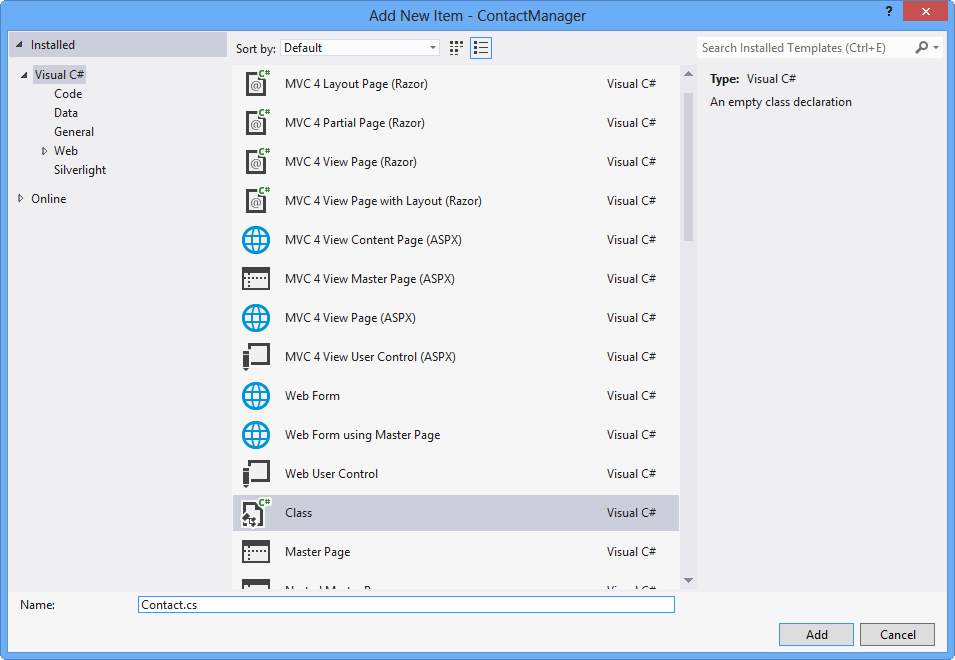 Add New Item - ContactManager
?
Installed
Sort by: Default
Search Installed Templates (Ctrl+E)
Visual C#
Code
Data
General
Web
Silverlight
Online
MVC 4 Layout Page (Razor) Visual C#
MVC 4 Partial Page (Razor) Visual C#
MVC 4 View Page (Razor) Visual C#
MVC 4 View Page with Layout (Razor) Visual C#
MVC 4 View Content Page (ASPX) Visual C#
MVC 4 View Master Page (ASPX) Visual C#
MVC 4 View Page (ASPX) Visual C#
MVC 4 View User Control (ASPX) Visual C#
Web Form Visual C#
Web Form using Master Page Visual C#
Web User Control Visual C#
Class Visual C#
Master Page Visual C#
Type: Visual C#
An empty class declaration
Name: Contact.cs
Add Cancel